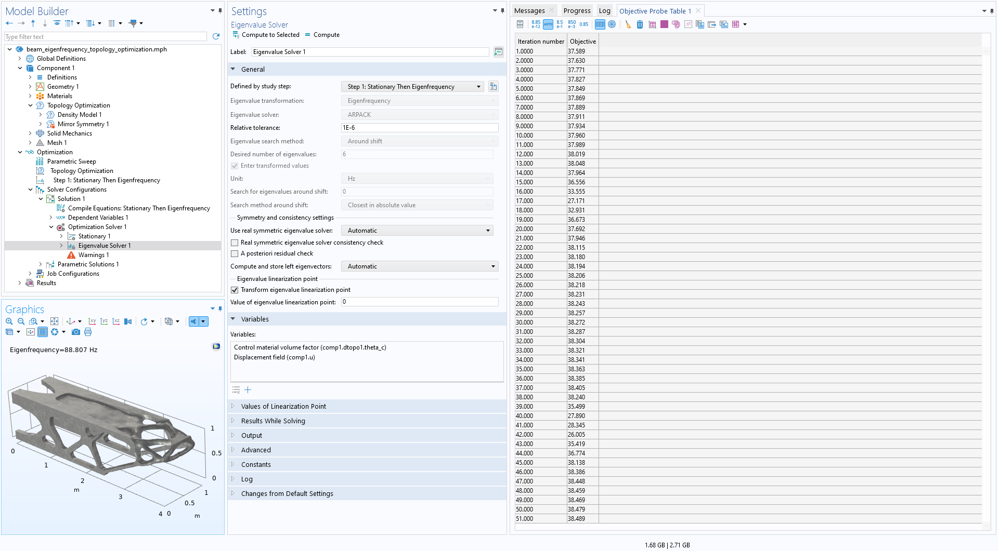 Model Builder
Type filter text
beam_eigenfrequency_topology_optimization.mph
Global Definitions
Component 1
Definitions
Geometry 1
Materials
Topology Optimization
Density Model 1
Mirror Symmetry 1
Solid Mechanics
Mesh 1
Optimization
Parametric Sweep
Topology Optimization
Step 1: Stationary Then Eigenfrequency
Solver Configurations
Solution 1
Compile Equations: Stationary Then Eigenfrequency
Dependent Variables 1
Optimization Solver 1
Stationary 1
Eigenvalue Solver 1
Warnings 1
Parametric Solutions 1
Job Configurations
Results
Graphics
xy yz xz
Eigenfrequency=88.807 Hz
0
1
2
3
4
m
0
0.5
1
m
0
0.5
1
Settings
Eigenvalue Solver
Compute to Selected = Compute
Label: Eigenvalue Solver 1
General
Defined by study step: Step 1: Stationary Then Eigenfrequency
Eigenvalue transformation: Eigenfrequency
Eigenvalue solver: ARPACK
Relative tolerance: 1E-6
Eigenvalue search method: Around shift
Desired number of eigenvalues: 6
Enter transformed values
Unit: Hz
Search for eigenvalues around shift: 0
Search method around shift: Closest in absolute value
Symmetry and consistency settings
Use real symmetric eigenvalue solver: Automatic
Real symmetric eigenvalue solver consistency check
A posteriori residual check
Compute and store left eigenvectors: Automatic
Eigenvalue linearization point
Transform eigenvalue linearization point
Value of eigenvalue linearization point: 0
Variables
Variables:
Control material volume factor (comp1.dtopo1.theta_c)
Displacement field (comp1.u)
Values of Linearization Point
Results While Solving
Output
Advanced
Constants
Log
Changes from Default Settings
Messages Progress Log Objective Probe Table 1
8.85 e-12 AUTO 8.5 e-1 850 e-3 0.85
Iteration number Objective
1.0000 37.589
2.0000 37.630
3.0000 37.771
4.0000 37.827
5.0000 37.849
6.0000 37.869
7.0000 37.889
8.0000 37.911
9.0000 37.934
10.000 37.960
11.000 37.989
12.000 38.019
13.000 38.048
14.000 37.964
15.000 36.556
16.000 33.555
17.000 27.171
18.000 32.931
19.000 36.673
20.000 37.692
21.000 37.946
22.000 38.115
23.000 38.180
24.000 38.194
25.000 38.206
26.000 38.218
27.000 38.231
28.000 38.243
29.000 38.257
30.000 38.272
31.000 38.287
32.000 38.304
33.000 38.321
34.000 38.341
35.000 38.363
36.000 38.385
37.000 38.405
38.000 38.240
39.000 35.499
40.000 27.890
41.000 28.345
42.000 26.005
43.000 35.419
44.000 36.774
45.000 38.138
46.000 38.386
47.000 38.448
48.000 38.459
49.000 38.469
50.000 38.479
51.000 38.489
1.68 GB | 2.71 GB